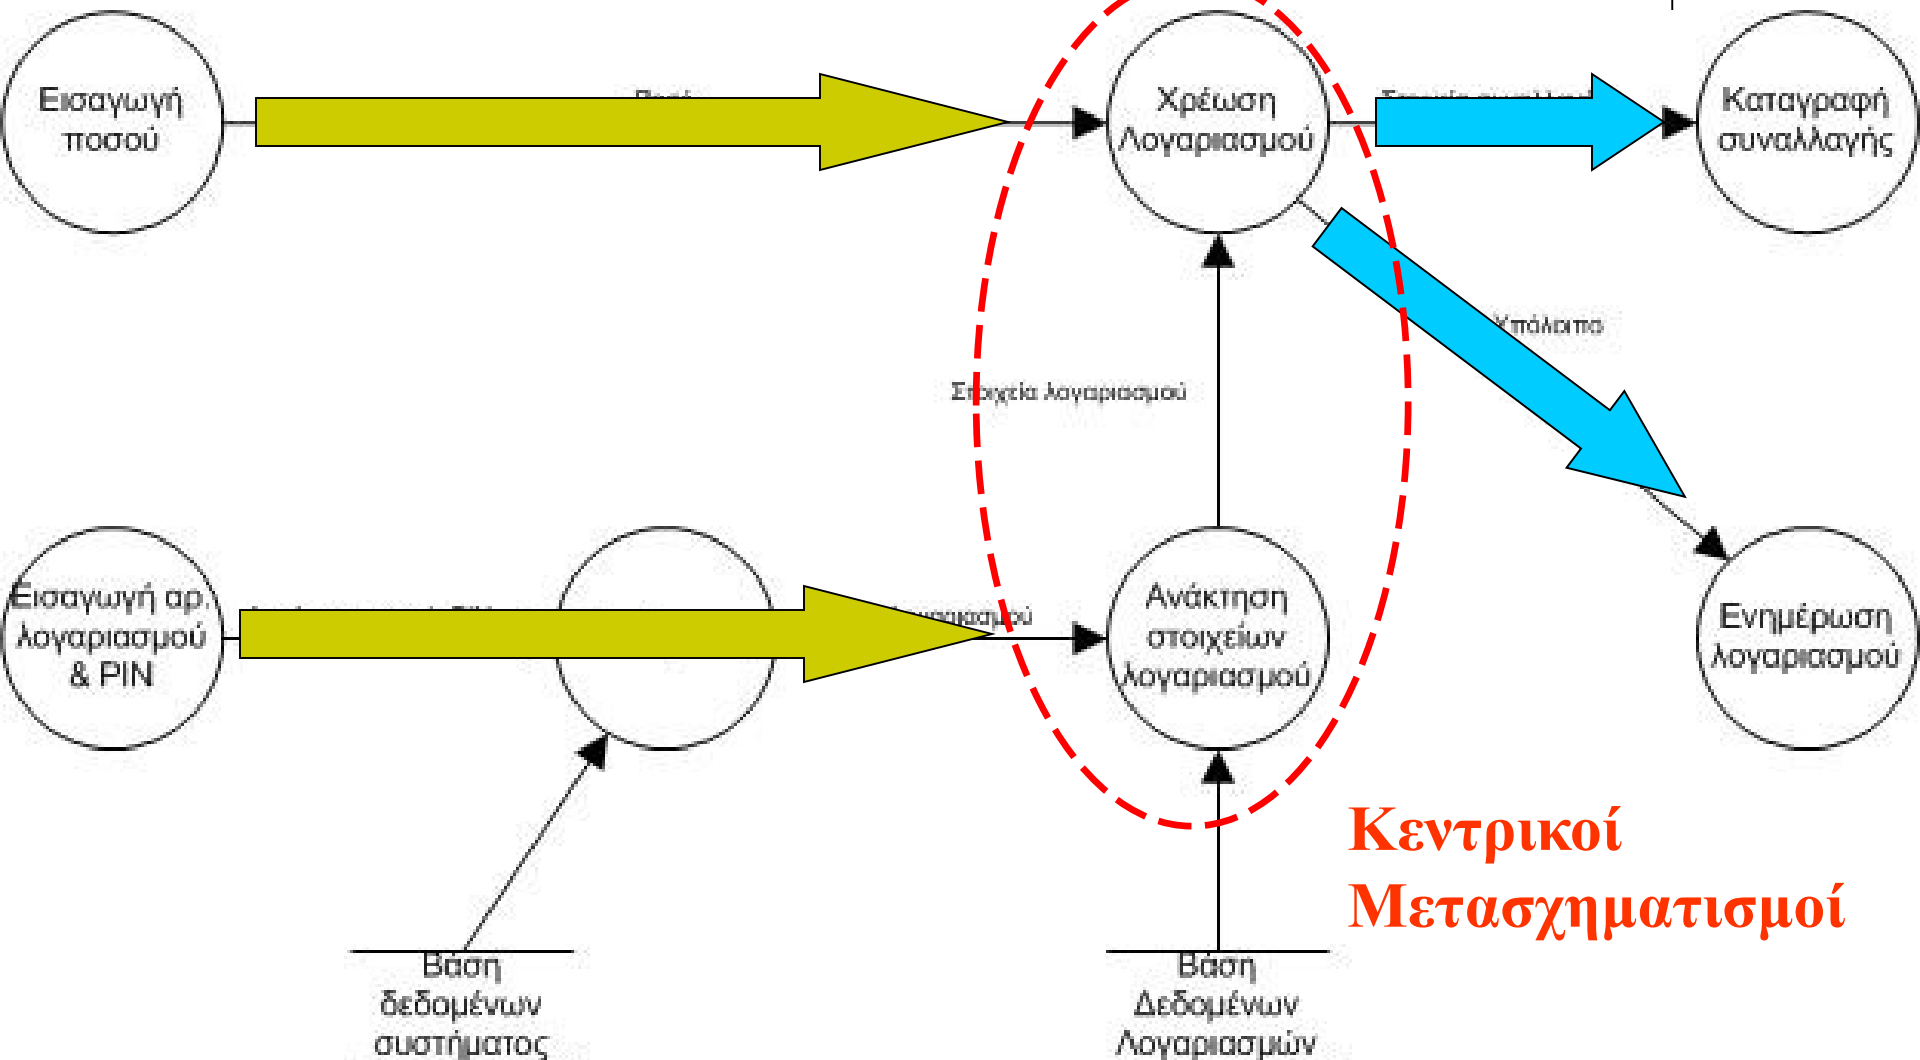 Εισαγωγή
ποσού
Χρέωση
Λογαριασμού
Καταγραφή
συναλλαγής
Υπόλοιπο
Στοιχεία λογαριασμού
Εισαγωγή αρ.
λογαριασμού
& PIN
Ανάκτηση
στοιχείων
λογαριασμού
Ενημέρωση
λογαριασμού
Κεντρικοί
Μετασχηματισμοί
Βάση
δεδομένων
συστήματος
Βάση
Δεδομένων
Λογαριασμών